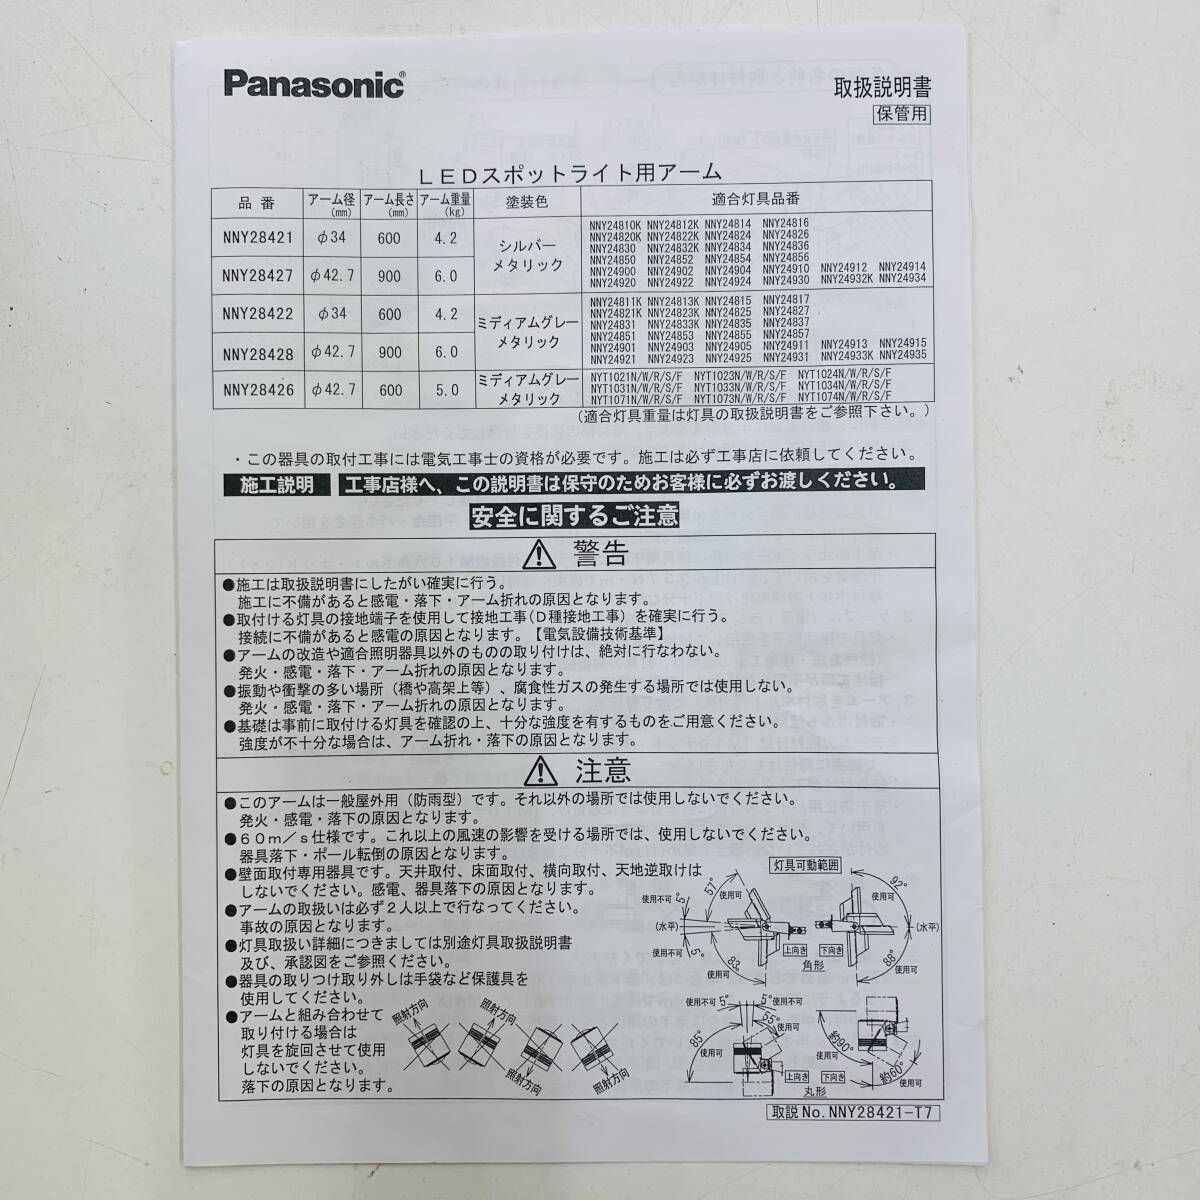 Panasonic®
取扱説明書
保管用
LEDスポットライト用アーム
品番 アーム径(mm) アーム長さ(mm) アーム重量(kg) 塗装色 適合灯具品番
NNY28421 φ34 600 4.2 シルバーメタリック
NNY28427 φ42.7 900 6.0
NNY24810K NNY24812K NNY24814 NNY24816
NNY24820K NNY24822K NNY24824 NNY24826
NNY24830 NNY24832K NNY24834 NNY24836
NNY24850 NNY24852 NNY24854 NNY24856
NNY24900 NNY24902 NNY24904 NNY24910 NNY24912 NNY24914
NNY24920 NNY24922 NNY24924 NNY24930 NNY24932K NNY24934
NNY28422 φ34 600 4.2 ミディアムグレーメタリック
NNY28428 φ42.7 900 6.0
NNY24811K NNY24813K NNY24815 NNY24817
NNY24821K NNY24823K NNY24825 NNY24827
NNY24831 NNY24833K NNY24835 NNY24837
NNY24851 NNY24853 NNY24855 NNY24857
NNY24901 NNY24903 NNY24905 NNY24911 NNY24913 NNY24915
NNY24921 NNY24923 NNY24925 NNY24931 NNY24933K NNY24935
NNY28426 φ42.7 600 5.0 ミディアムグレーメタリック
NYT1021N/W/R/S/F NYT1023N/W/R/S/F NYT1024N/W/R/S/F
NYT1031N/W/R/S/F NYT1033N/W/R/S/F NYT1034N/W/R/S/F
NYT1071N/W/R/S/F NYT1073N/W/R/S/F NYT1074N/W/R/S/F
(適合灯具重量は灯具の取扱説明書をご参照下さい。)
・この器具の取付工事には電気工事士の資格が必要です。施工は必ず工事店に依頼してください。
施工説明 工事店様へ、この説明書は保守のためお客様に必ずお渡しください。
安全に関するご注意
⚠ 警告
●施工は取扱説明書にしたがい確実に行う。
施工に不備があると感電・落下・アーム折れの原因となります。
●取付ける灯具の接地端子を使用して接地工事(D種接地工事)を確実に行う。
接続に不備があると感電の原因となります。【電気設備技術基準】
●アームの改造や適合照明器具以外のものの取り付けは、絶対に行なわない。
発火・感電・落下・アーム折れの原因となります。
●振動や衝撃の多い場所(橋や高架上等)、腐食性ガスの発生する場所では使用しない。
発火・感電・落下・アーム折れの原因となります。
●基礎は事前に取付ける灯具を確認の上、十分な強度を有するものをご用意ください。
強度が不十分な場合は、アーム折れ・落下の原因となります。
⚠ 注意
●このアームは一般屋外用(防雨型)です。それ以外の場所では使用しないでください。
発火・感電・落下の原因となります。
●60m/s仕様です。これ以上の風速の影響を受ける場所では、使用しないでください。
器具落下・ポール転倒の原因となります。
●壁面取付専用器具です。天井取付、床面取付、横向取付、天地逆取付けは
しないでください。感電、器具落下の原因となります。
●アームの取扱いは必ず2人以上で行なってください。
事故の原因となります。
●灯具取扱い詳細につきましては別途灯具取扱説明書
及び、承認図をご参照ください。
●器具の取りつけ取り外しは手袋など保護具を
使用してください。
●アームと組み合わせて
取り付ける場合は
灯具を旋回させて使用
しないでください。
落下の原因となります。
照射方向
照射方向
照射方向
照射方向
灯具可動範囲
使用不可 5° 57° 使用可
(水平)
使用不可 5° 83° 使用可
上向き
92° 使用可
(水平)
88° 使用可
下向き
角形
使用不可 5° 5° 使用不可
55° 使用可
85° 使用可
上向き
約90° 使用可
約60° 使用可
下向き
丸形
取説No.NNY28421-T7